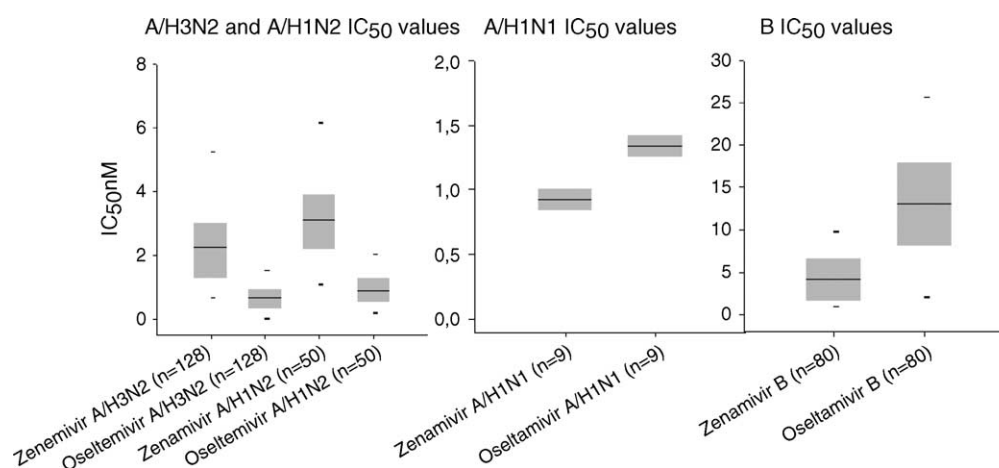 A/H3N2 and A/H1N2 IC50 values
A/H1N1 IC50 values
B IC50 values
IC50nM
8
6
4
2
0
2,0
1,5
1,0
0,5
0,0
30
25
20
15
10
5
0
Zenemivir A/H3N2 (n=128)
Oseltemivir A/H3N2 (n=128)
Zenamivir A/H1N2 (n=50)
Oseltemivir A/H1N2 (n=50)
Zenamivir A/H1N1 (n=9)
Oseltamivir A/H1N1 (n=9)
Zenamivir B (n=80)
Oseltamivir B (n=80)